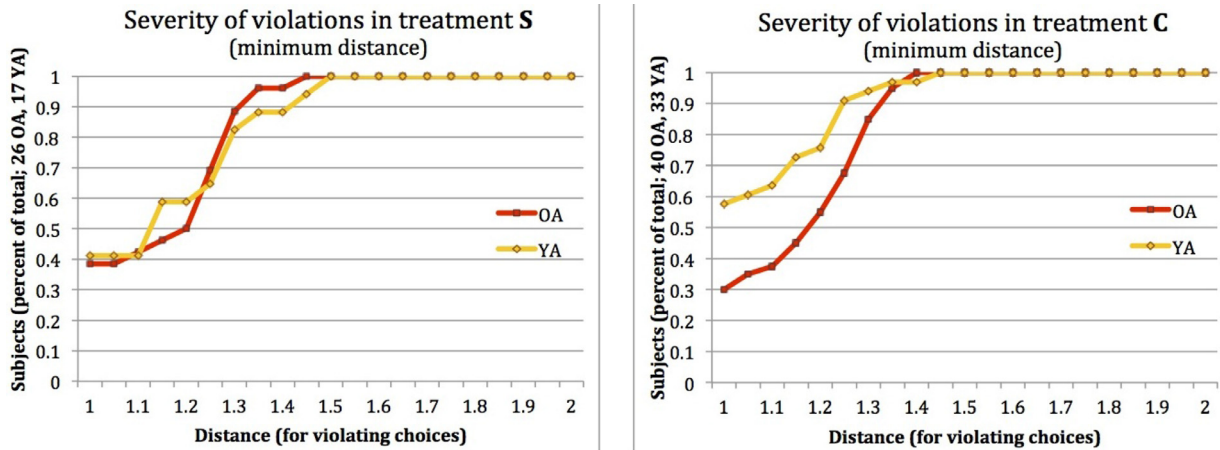 Severity of violations in treatment S
(minimum distance)
Subjects (percent of total; 26 OA, 17 YA)
1
0.9
0.8
0.7
0.6
0.5
0.4
0.3
0.2
0.1
0
OA
YA
1 1.1 1.2 1.3 1.4 1.5 1.6 1.7 1.8 1.9 2
Distance (for violating choices)
Severity of violations in treatment C
(minimum distance)
Subjects (percent of total; 40 OA, 33 YA)
1
0.9
0.8
0.7
0.6
0.5
0.4
0.3
0.2
0.1
0
OA
YA
1 1.1 1.2 1.3 1.4 1.5 1.6 1.7 1.8 1.9 2
Distance (for violating choices)